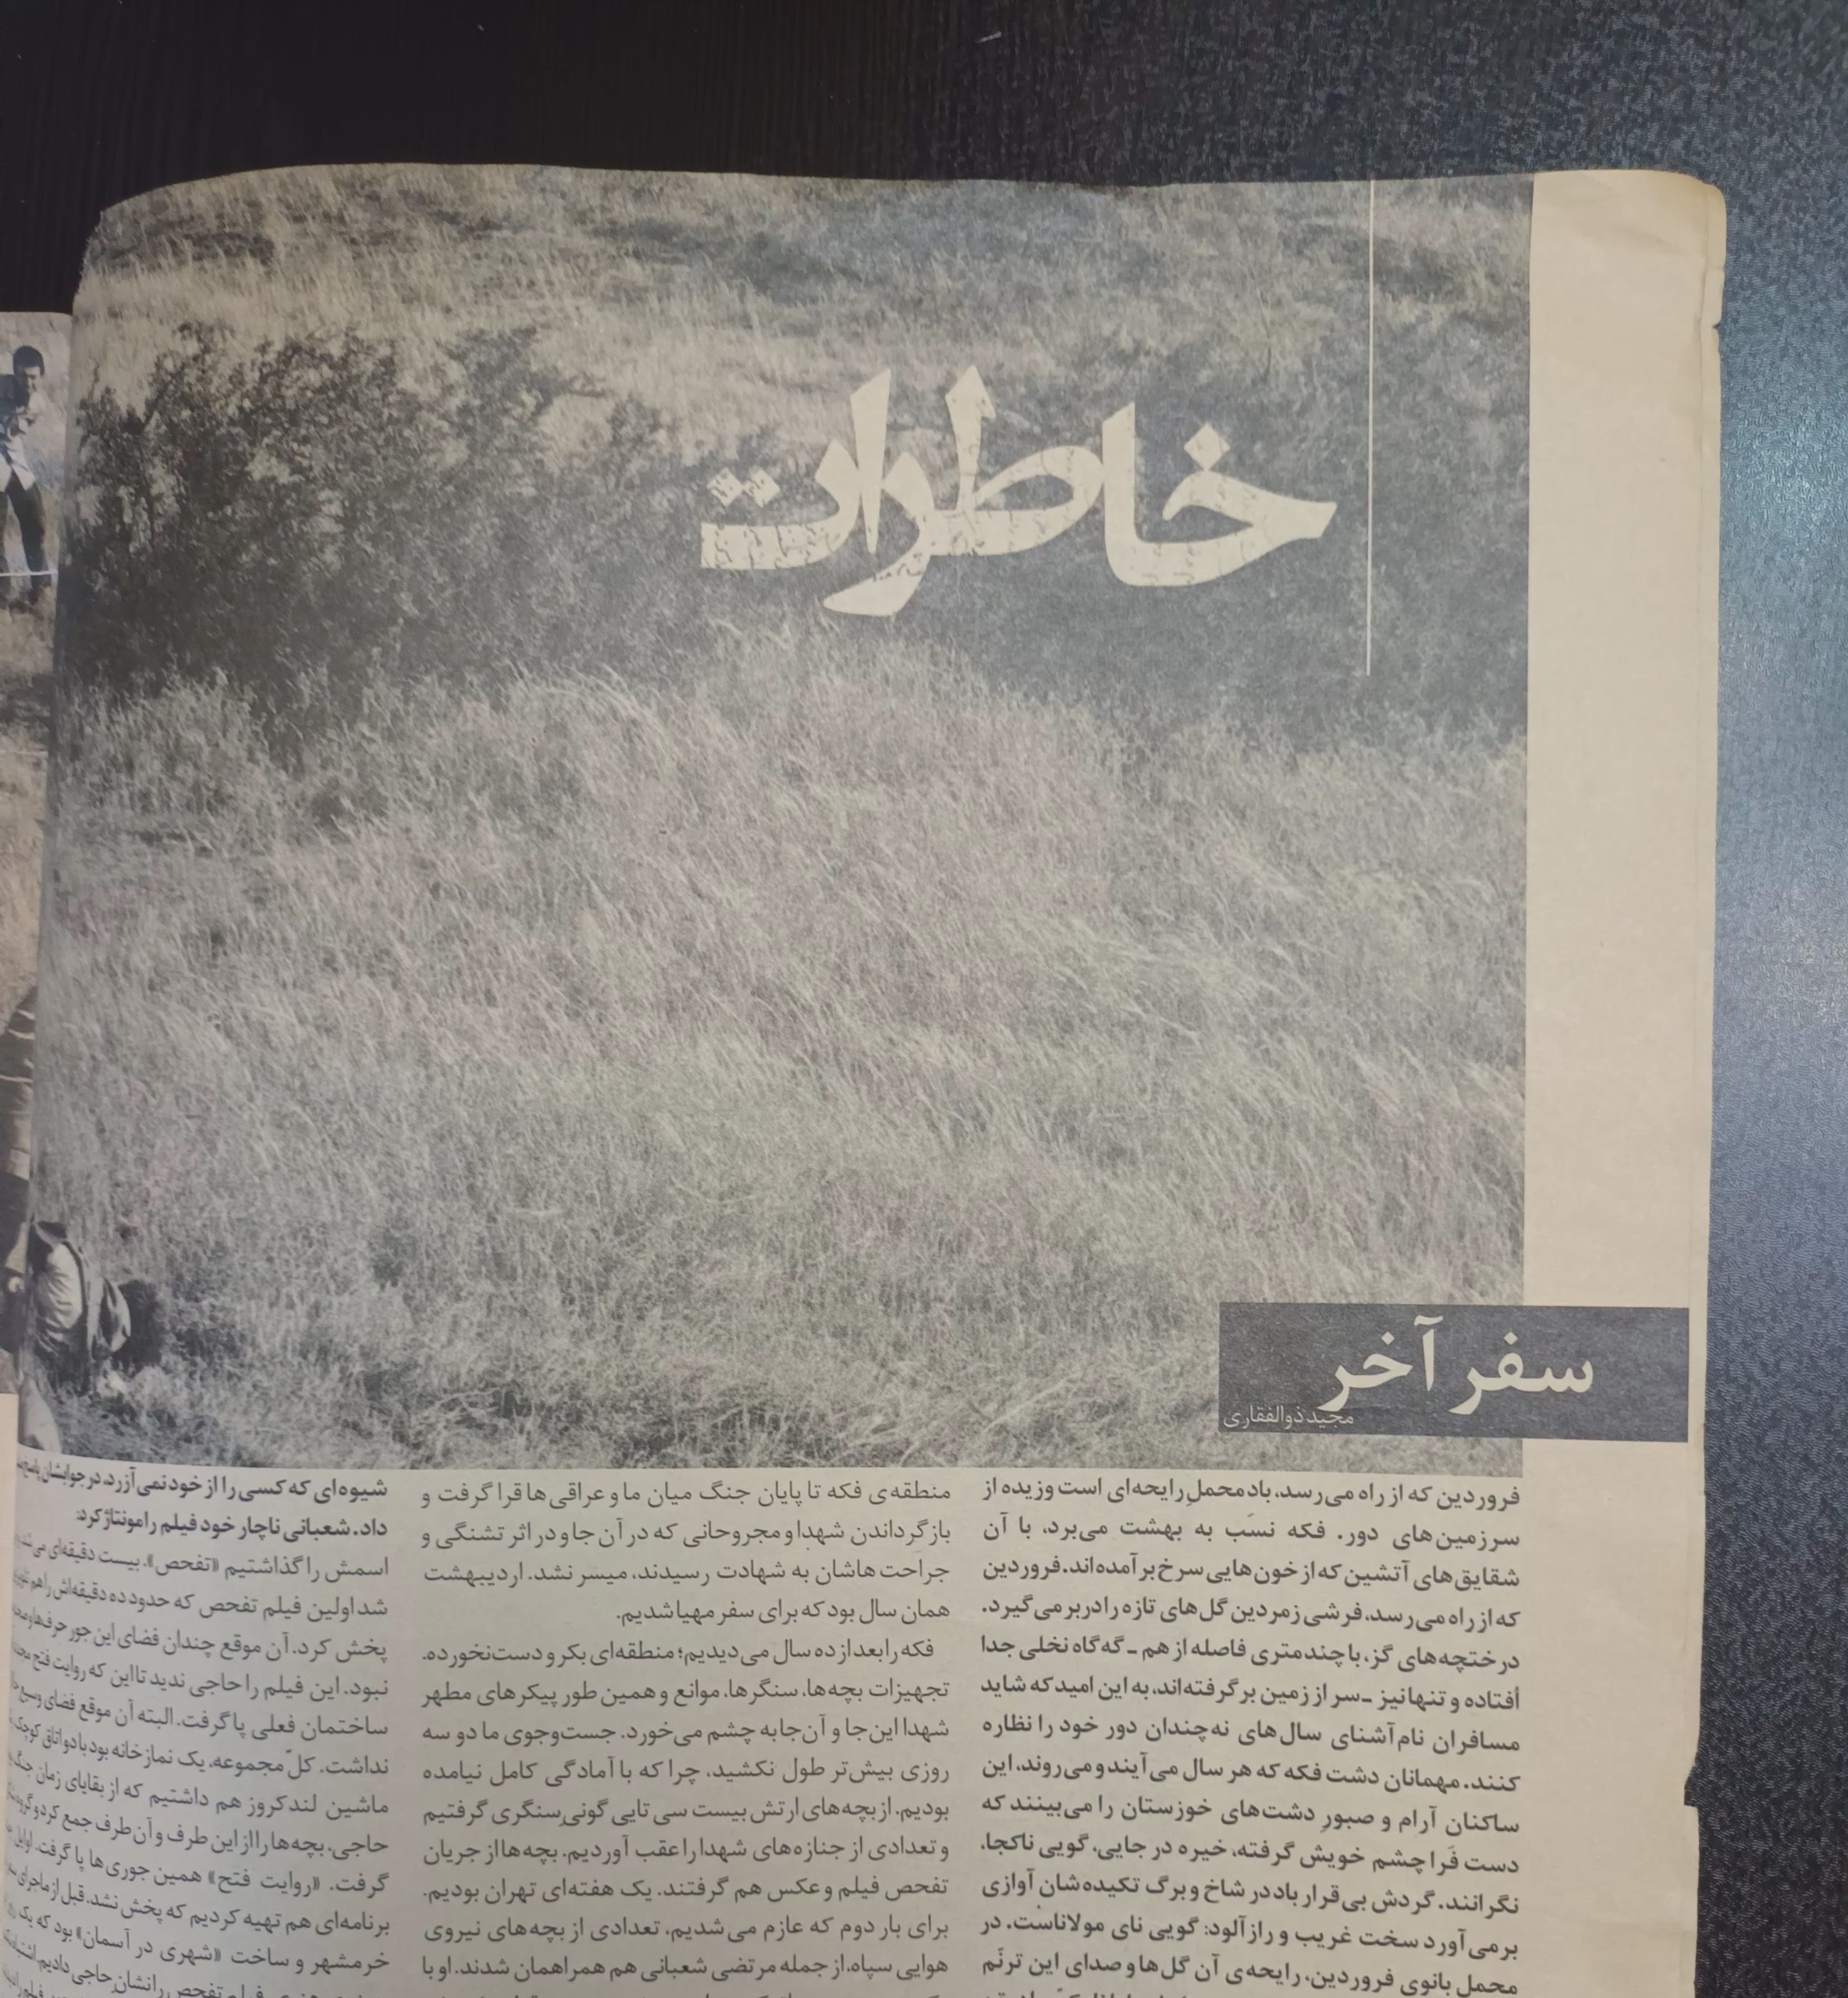 خاطرات
سفر آخر
مجید ذوالفقاری
فروردین که از راه می‌رسد، باد محملِ رایحه‌ای است وزیده از
سرزمین‌های دور. فکه نسَب به بهشت می‌برد، با آن
شقایق‌های آتشین که از خون‌هایی سرخ برآمده‌اند. فروردین
که از راه می‌رسد، فرشی زمردین گل‌های تازه را در بر می‌گیرد.
درختچه‌های گز، با چند متری فاصله از هم ـ گه گاه نخلی جدا
اُفتاده و تنها نیز ـ سر از زمین برگرفته‌اند، به این امید که شاید
مسافران نام‌آشنای سال‌های نه چندان دور خود را نظاره
کنند. مهمانان دشت فکه که هر سال می‌آیند و می‌روند، این
ساکنان آرام و صبورِ دشت‌های خوزستان را می‌بینند که
دست فَرا چشم خویش گرفته، خیره در جایی، گویی ناکجا،
نگرانند. گردش بی‌قرار باد در شاخ و برگ تکیده‌شان آوازی
برمی‌آورد سخت غریب و رازآلود: گویی نای مولاناست. در
محمل بانوی فروردین، رایحه‌ی آن گل‌ها و صدای این ترنّم
منطقه‌ی فکه تا پایان جنگ میان ما و عراقی‌ها قرا گرفت و
بازگرداندن شهدا و مجروحانی که در آن جا و در اثر تشنگی و
جراحت هاشان به شهادت رسیدند، میسر نشد. اردیبهشت
همان سال بود که برای سفر مهیا شدیم.
فکه را بعد از ده سال می‌دیدیم؛ منطقه‌ای بکر و دست‌نخورده.
تجهیزات بچه‌ها، سنگرها، موانع و همین طور پیکرهای مطهر
شهدا این‌جا و آن‌جا به چشم می‌خورد. جست‌وجوی ما دو سه
روزی بیش‌تر طول نکشید، چرا که با آمادگی کامل نیامده
بودیم. از بچه‌های ارتش بیست سی تایی گونیِ سنگری گرفتیم
و تعدادی از جنازه‌های شهدا را عقب آوردیم. بچه‌ها از جریان
تفحص فیلم و عکس هم گرفتند. یک هفته‌ای تهران بودیم.
برای بار دوم که عازم می‌شدیم، تعدادی از بچه‌های نیروی
هوایی سپاه، از جمله مرتضی شعبانی هم همراهمان شدند. او با
شیوه‌ای که کسی را از خود نمی‌آزرد، در جوابشان
داد. شعبانی ناچار خود فیلم را مونتاژ کرد:
اسمش را گذاشتیم «تفحص». بیست دقیقه‌ای
شد اولین فیلم تفحص که حدود ده دقیقه‌اش را هم
پخش کرد. آن موقع چندان فضای این جور حرف‌ها
نبود. این فیلم را حاجی ندید تا این که روایت فتح
ساختمان فعلی پا گرفت. البته آن موقع فضای وسیع
نداشت. کلّ مجموعه، یک نمازخانه بود با دو اتاق کوچک
ماشین لندکروز هم داشتیم که از بقایای زمان جنگ
حاجی، بچه‌ها را از این طرف و آن طرف جمع کرد و
گرفت. «روایت فتح» همین جوری ها پا گرفت. اوایل
برنامه‌ای هم تهیه کردیم که پخش نشد. قبل از ماجرای
خرمشهر و ساخت «شهری در آسمان» بود که یک
فیلم تفحص را نشان حاجی دادیم.